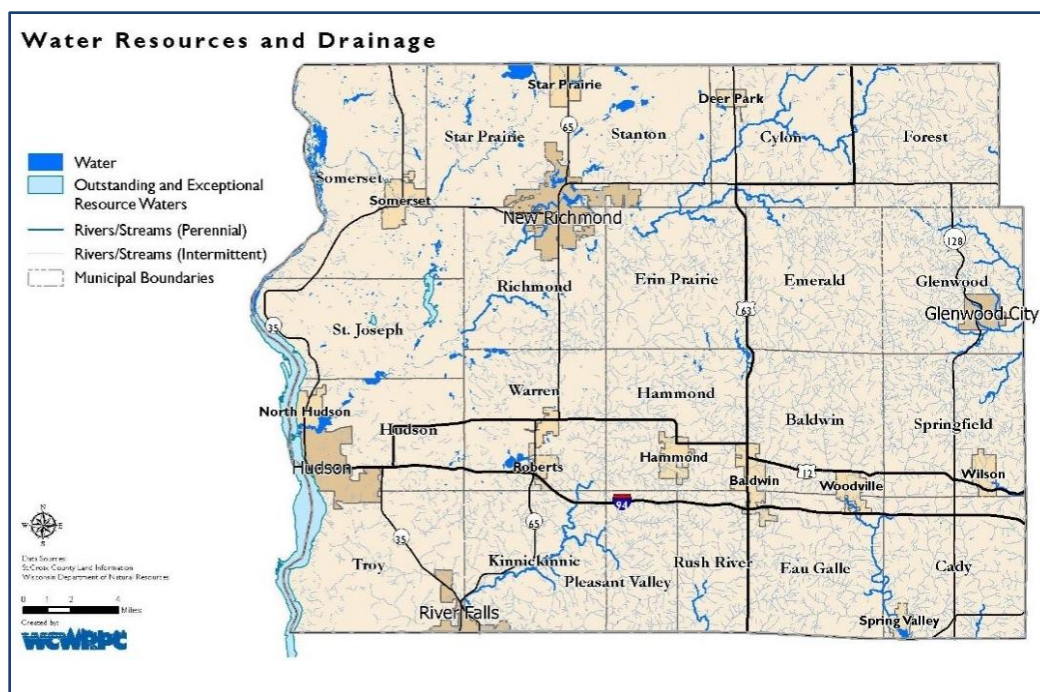 Water Resources and Drainage
Water
Outstanding and Exceptional
Resource Waters
Rivers/Streams (Perennial)
Rivers/Streams (Intermittent)
Municipal Boundaries
Star Prairie
Deer Park
Star Prairie
65
Stanton
Cylon
Forest
Somerset
Somerset
New Richmond
128
Richmond
Erin Prairie
Emerald
Glenwood
63
Glenwood City
35
St. Joseph
Warren
Hammond
North Hudson
Hudson
Baldwin
Springfield
Hudson
Roberts
Hammond
Baldwin
12
Woodville
Wilson
94
65
35
Troy
Kinnickinnic
Pleasant Valley
Rush River
Eau Galle
Cady
River Falls
Spring Valley
N
W
E
S
Data Sources:
St Croix County Land Information
Wisconsin Department of Natural Resources
0 1 2 4
Miles
Created by:
WCWRPC